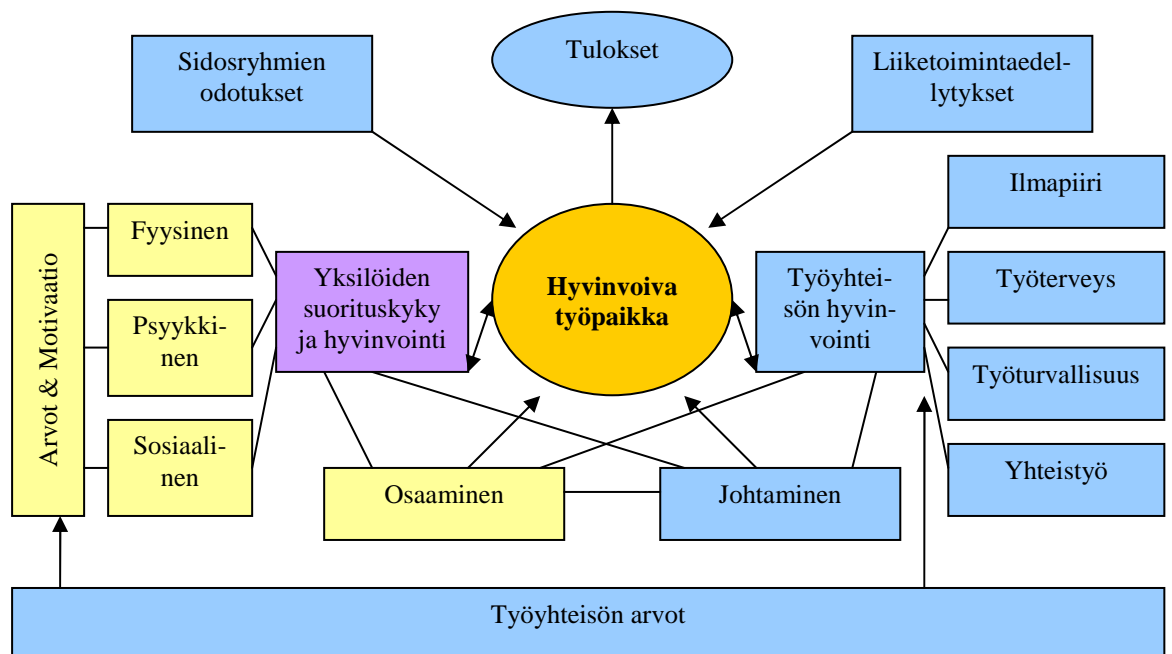 Sidosryhmien
odotukset
Tulokset
Liiketoimintaedel-
lytykset
Arvot & Motivaatio
Fyysinen
Psyykki-
nen
Sosiaali-
nen
Yksilöiden
suorituskyky
ja hyvinvointi
Hyvinvoiva
työpaikka
Työyhtei-
sön hyvin-
vointi
Ilmapiiri
Työterveys
Työturvallisuus
Yhteistyö
Osaaminen
Johtaminen
Työyhteisön arvot